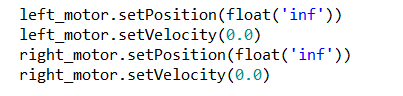 left_motor.setPosition(float('inf'))
left_motor.setVelocity(0.0)
right_motor.setPosition(float('inf'))
right_motor.setVelocity(0.0)